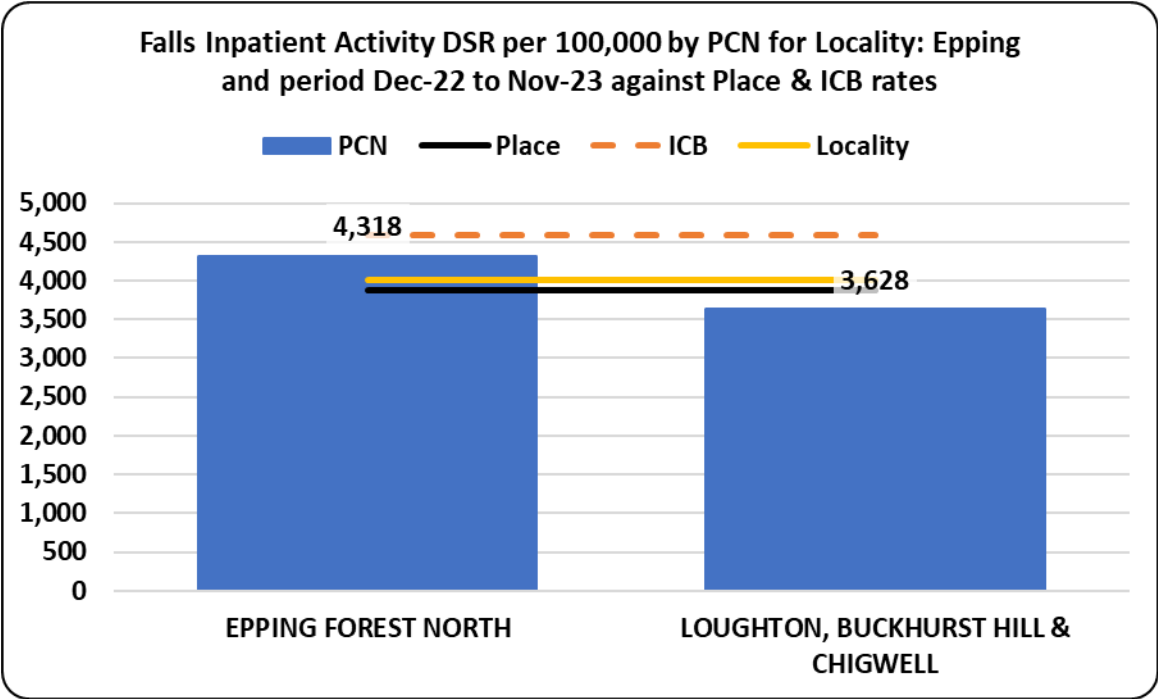 Falls Inpatient Activity DSR per 100,000 by PCN for Locality: Epping
and period Dec-22 to Nov-23 against Place & ICB rates
PCN Place ICB Locality
5,000
4,500
4,000
3,500
3,000
2,500
2,000
1,500
1,000
500
0
4,318
3,628
EPPING FOREST NORTH
LOUGHTON, BUCKHURST HILL &
CHIGWELL